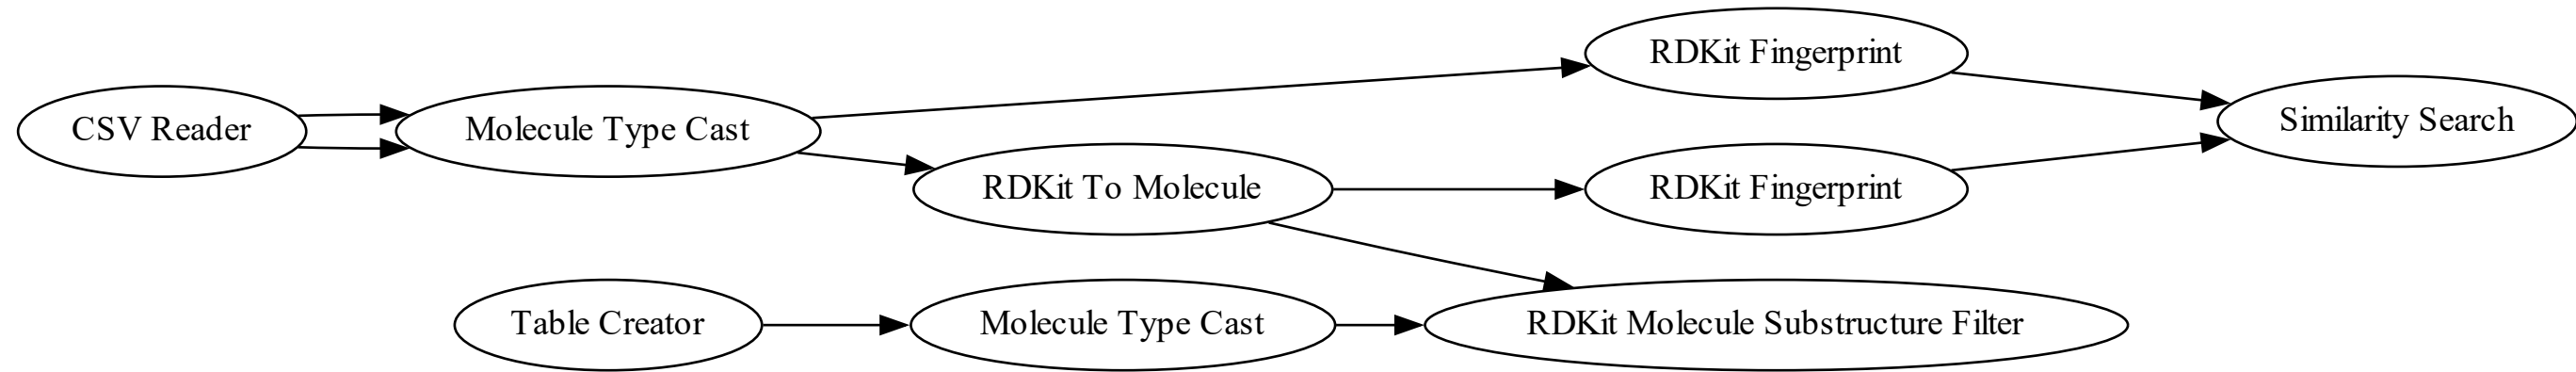 RDKit Fingerprint
CSV Reader
Molecule Type Cast
Similarity Search
RDKit To Molecule
RDKit Fingerprint
Table Creator
Molecule Type Cast
RDKit Molecule Substructure Filter